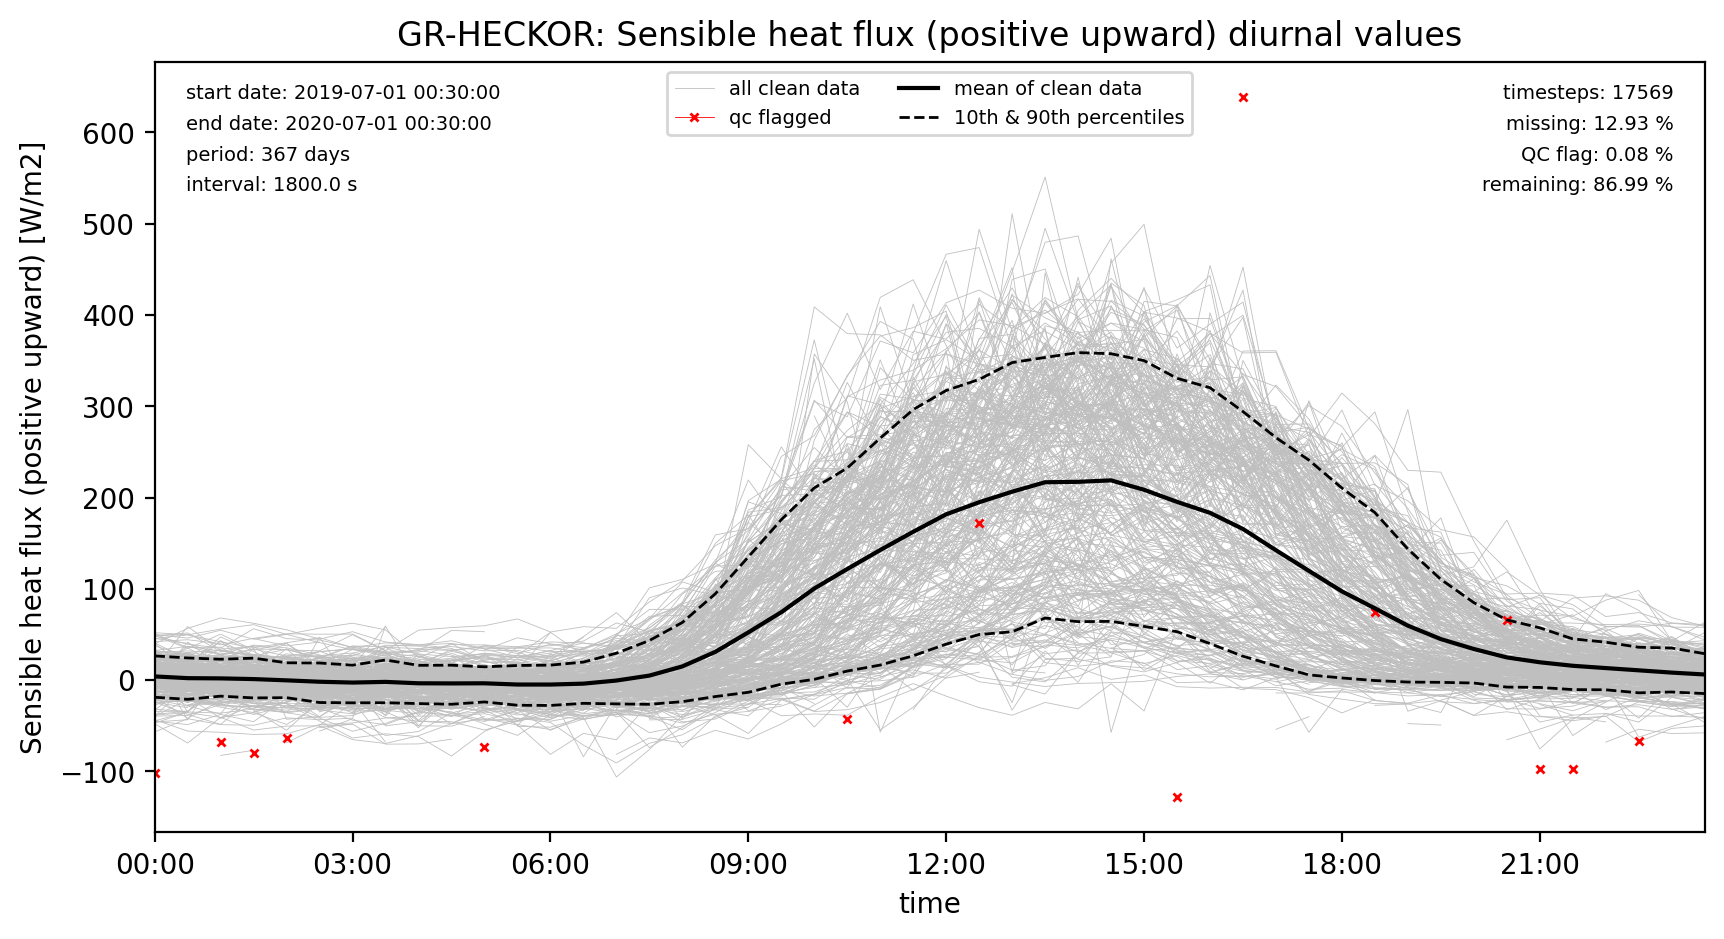 GR-HECKOR: Sensible heat flux (positive upward) diurnal values
start date: 2019-07-01 00:30:00
end date: 2020-07-01 00:30:00
period: 367 days
interval: 1800.0 s
all clean data
qc flagged
mean of clean data
10th & 90th percentiles
timesteps: 17569
missing: 12.93 %
QC flag: 0.08 %
remaining: 86.99 %
Sensible heat flux (positive upward) [W/m2]
600
500
400
300
200
100
0
−100
00:00 03:00 06:00 09:00 12:00 15:00 18:00 21:00
time